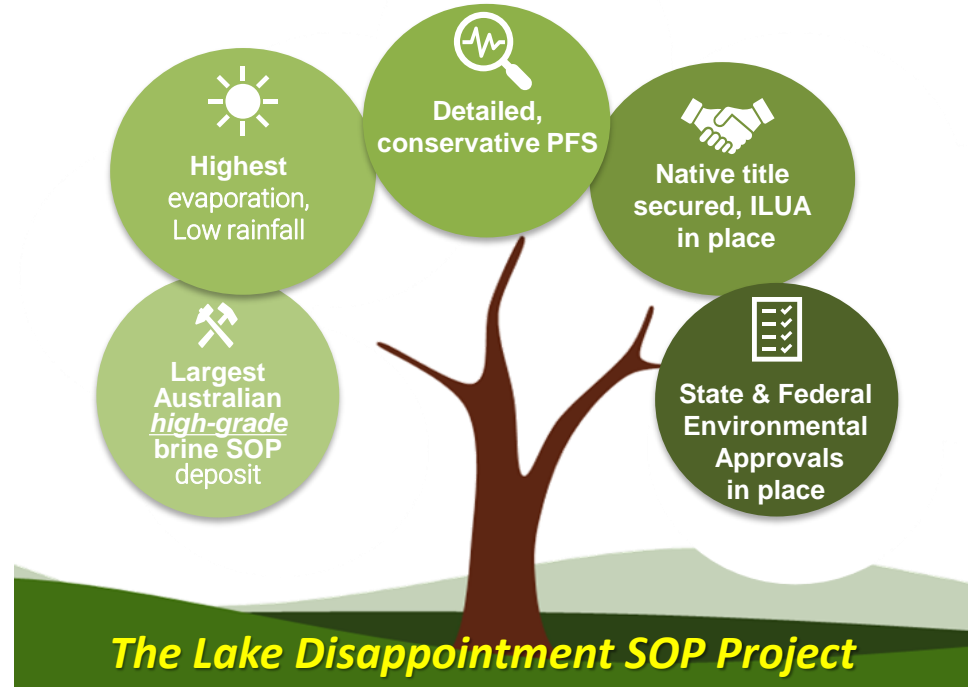 Largest
Australian
high-grade
brine SOP
deposit
Highest
evaporation,
Low rainfall
Detailed,
conservative PFS
Native title
secured, ILUA
in place
State & Federal
Environmental
Approvals
in place
The Lake Disappointment SOP Project